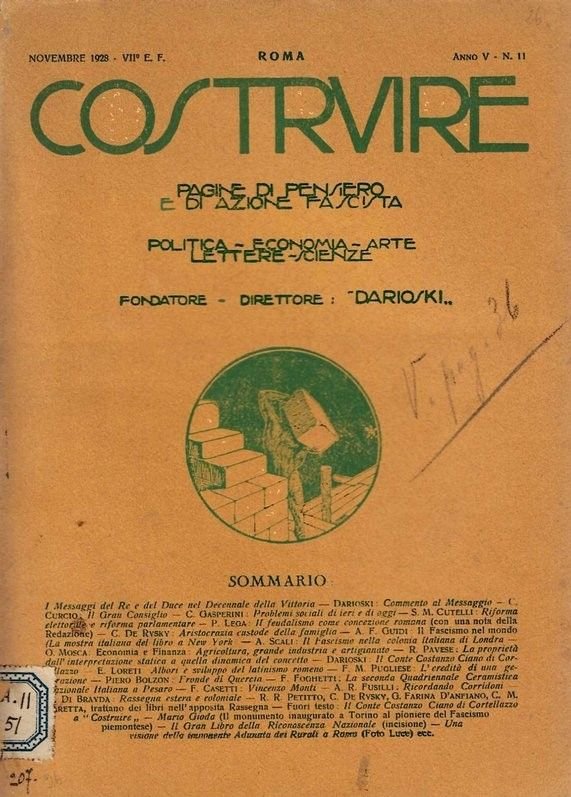 26
NOVEMBRE 1928 - VII° E. F.
ROMA
ANNO V - N. 11
COSTRVIRE
PAGINE DI PENSIERO
E DI AZIONE FASCISTA
POLITICA - ECONOMIA - ARTE
LETTERE - SCIENZE
FONDATORE - DIRETTORE : "DARIOSKI„
V. pag. 36
SOMMARIO:
I Messaggi del Re e del Duce nel Decennale della Vittoria — DARIOSKI: Commento al Messaggio — C.
CURCIO: Il Gran Consiglio — C. GASPERINI: Problemi sociali di ieri e di oggi — S. M. CUTELLI: Riforma
elettorale e riforma parlamentare — P. LEGA: Il feudalismo come concezione romana (con una nota della
Redazione) — C. DE RYSKY: Aristocrazia custode della famiglia — A. F. GUIDI: Il Fascismo nel mondo
(La mostra italiana del libro a New York — A. SCALI: Il Fascismo nella colonia Italiana di Londra —
O. MOSCA: Economia e Finanza: Agricoltura, grande industria e artigianato — R. PAVESE: La proprietà
dall'interpretazione statica a quella dinamica del concetto — DARIOSKI: Il Conte Costanzo Ciano di Cor-
tellazzo — E. LORETI: Albori e sviluppo del latinismo romeno — F. M. PUGLIESE: L'eredità di una ge-
nerazione — PIERO BOLZON: Fronde di Quercia — F. FOGHETTI: La seconda Quadriennale Ceramistica
Nazionale Italiana a Pesaro — F. CASETTI: Vincenzo Monti — A. R. FUSILLI: Ricordando Corridoni
DI BRAYDA: Rassegna estera e coloniale — R. R. PETITTO, C. DE RYSKY, G. FARINA D'ANFIANO, C. M.
trattano dei libri nell'apposita Rassegna — Fuori testo: Il Conte Costanzo Ciano di Cortellazzo
a "Costruire„ — Mario Gioda (Il monumento inaugurato a Torino al pioniere del Fascismo
piemontese) — Il Gran Libro della Riconoscenza Nazionale (incisione) — Una
visione della imponente Adunata dei Rurali a Roma (Foto Luce) ecc.
A. 11
51
207-